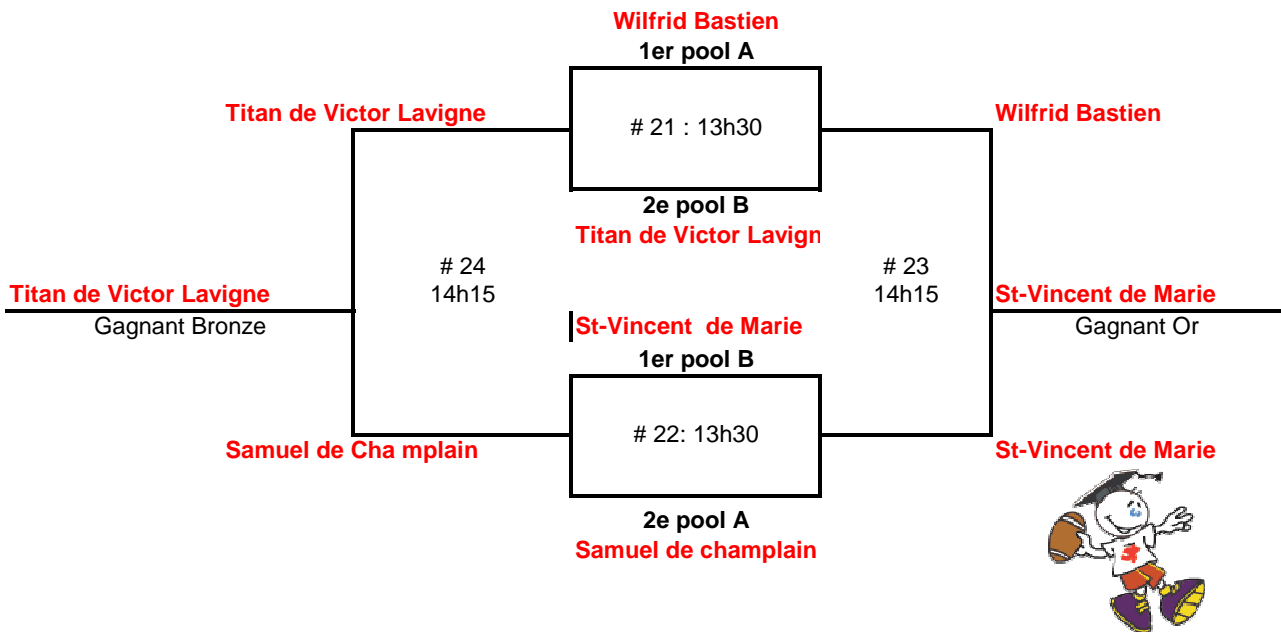 Wilfrid Bastien
1er pool A
Titan de Victor Lavigne
# 21 : 13h30
Wilfrid Bastien
2e pool B
Titan de Victor Lavign
# 24
14h15
# 23
14h15
Titan de Victor Lavigne
Gagnant Bronze
St-Vincent de Marie
Gagnant Or
St-Vincent  de Marie
1er pool B
# 22: 13h30
Samuel de Cha mplain
St-Vincent de Marie
2e pool A
Samuel de champlain